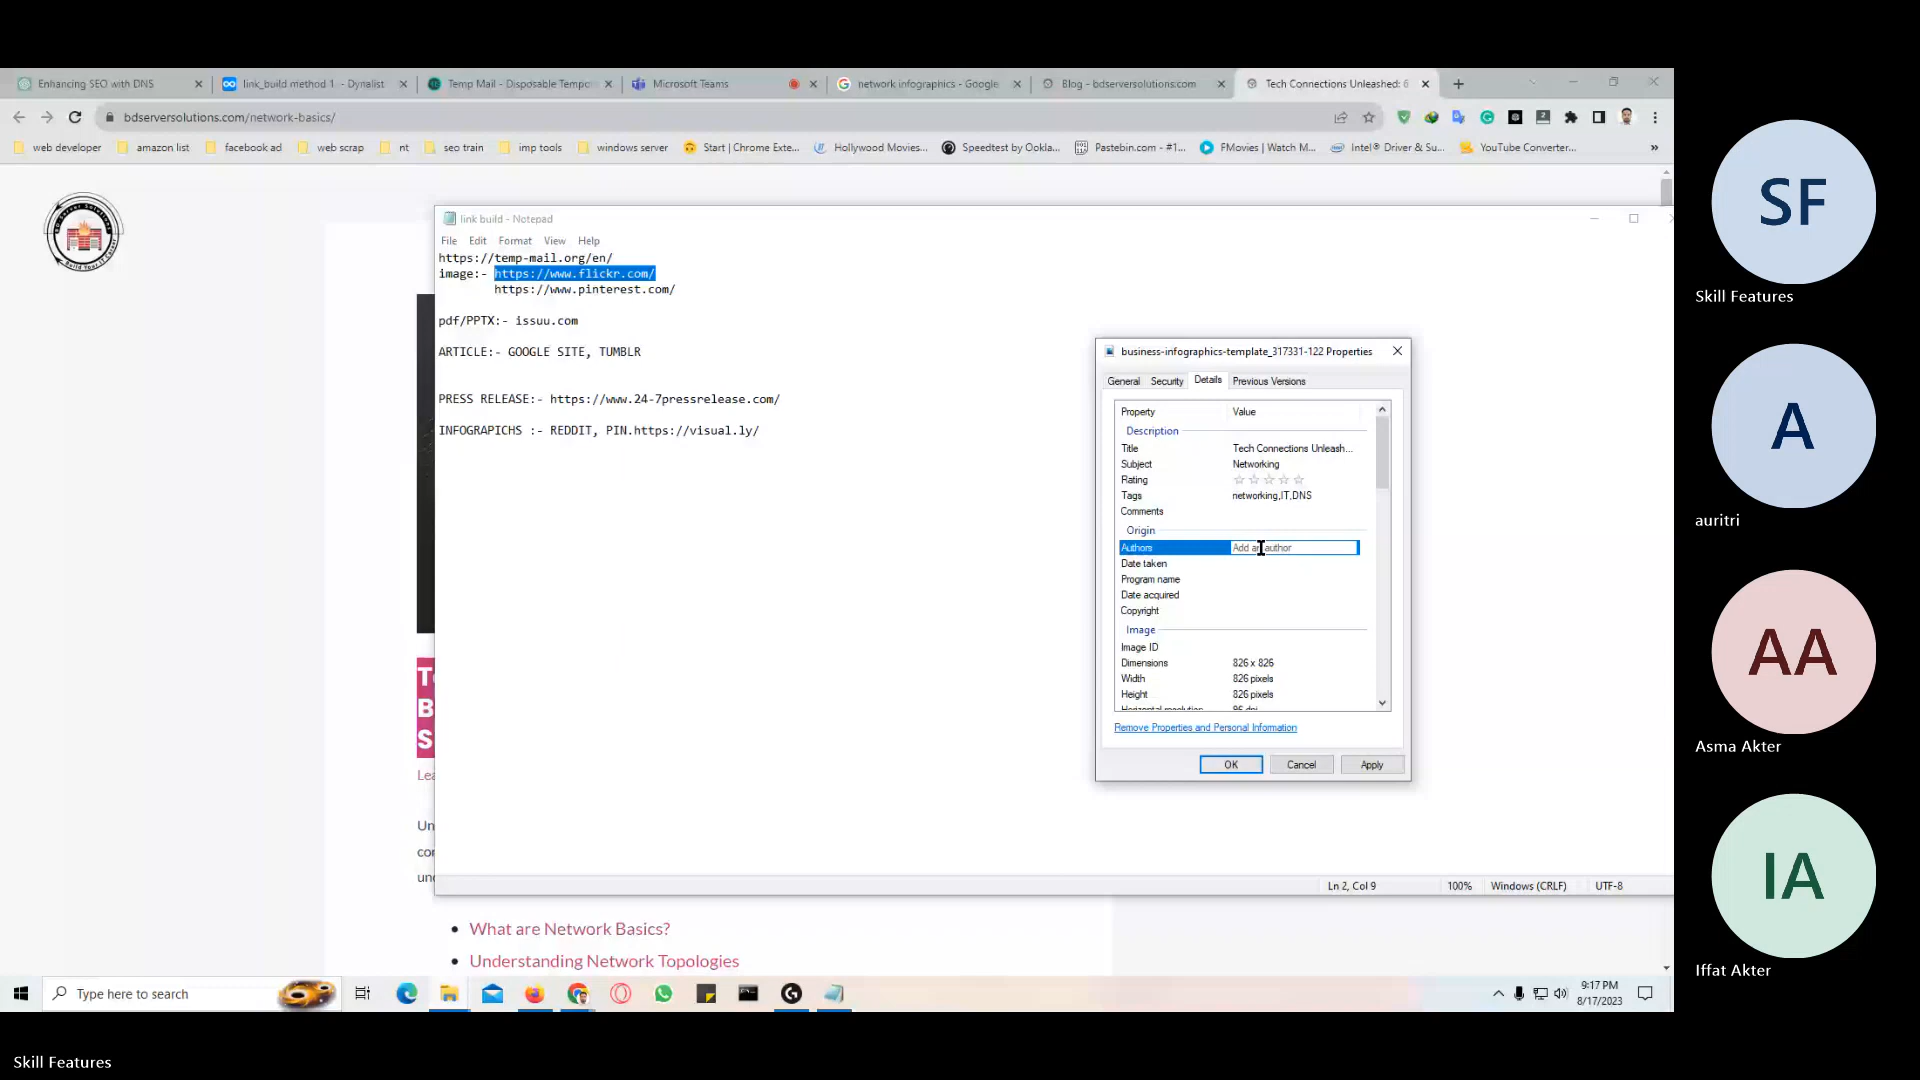 Enhancing SEO with DNS
link_build method 1 - Dynalist
Temp Mail - Disposable Tempo
Microsoft Teams
network infographics - Google
Blog - bdserversolutions.com
Tech Connections Unleashed: 6
bdserversolutions.com/network-basics/
web developer
amazon list
facebook ad
web scrap
nt
seo train
imp tools
windows server
Start | Chrome Exte...
Hollywood Movies...
Speedtest by Ookla...
Pastebin.com - #1...
FMovies | Watch M...
Intel® Driver & Su...
YouTube Converter...
»
link build - Notepad
File Edit Format View Help
https://temp-mail.org/en/
image:- https://www.flickr.com/
https://www.pinterest.com/
pdf/PPTX:- issuu.com
ARTICLE:- GOOGLE SITE, TUMBLR
PRESS RELEASE:- https://www.24-7pressrelease.com/
INFOGRAPICHS :- REDDIT, PIN.https://visual.ly/
business-infographics-template_317331-122 Properties
General Security Details Previous Versions
Property Value
Description
Title Tech Connections Unleash...
Subject Networking
Rating
Tags networking,IT,DNS
Comments
Origin
Authors Add an author
Date taken
Program name
Date acquired
Copyright
Image
Image ID
Dimensions 826 x 826
Width 826 pixels
Height 826 pixels
Horizontal resolution 96 dpi
Remove Properties and Personal Information
OK Cancel Apply
T
B
S
Lea
Un
con
und
Ln 2, Col 9 100% Windows (CRLF) UTF-8
What are Network Basics?
Understanding Network Topologies
Type here to search
9:17 PM
8/17/2023
SF
Skill Features
A
auritri
AA
Asma Akter
IA
Iffat Akter
Skill Features